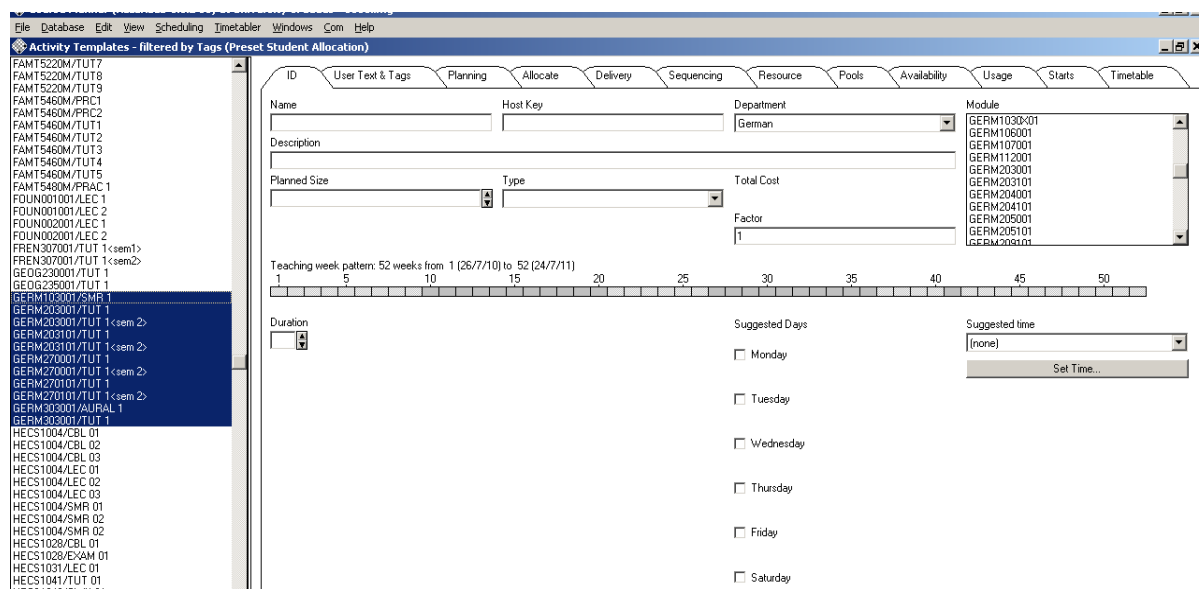 File Database Edit View Scheduling Timetabler Windows Com Help
Activity Templates - filtered by Tags (Preset Student Allocation)
FAMT5220M/TUT7
FAMT5220M/TUT8
FAMT5220M/TUT9
FAMT5460M/PRC1
FAMT5460M/PRC2
FAMT5460M/TUT1
FAMT5460M/TUT2
FAMT5460M/TUT3
FAMT5460M/TUT4
FAMT5460M/TUT5
FAMT5480M/PRAC 1
FOUN001001/LEC 1
FOUN001001/LEC 2
FOUN002001/LEC 1
FOUN002001/LEC 2
FREN307001/TUT 1<sem1>
FREN307001/TUT 1<sem2>
GEOG230001/TUT 1
GEOG235001/TUT 1
GERM103001/SMR 1
GERM203001/TUT 1
GERM203001/TUT 1<sem 2>
GERM203101/TUT 1
GERM203101/TUT 1<sem 2>
GERM270001/TUT 1
GERM270001/TUT 1<sem 2>
GERM270101/TUT 1
GERM270101/TUT 1<sem 2>
GERM303001/AURAL 1
GERM303001/TUT 1
HECS1004/CBL 01
HECS1004/CBL 02
HECS1004/CBL 03
HECS1004/LEC 01
HECS1004/LEC 02
HECS1004/LEC 03
HECS1004/SMR 01
HECS1004/SMR 02
HECS1004/SMR 02
HECS1028/CBL 01
HECS1028/EXAM 01
HECS1031/LEC 01
HECS1041/TUT 01
ID User Text & Tags Planning Allocate Delivery Sequencing Resource Pools Availability Usage Starts Timetable
Name Host Key Department Module
German
Description
Planned Size Type Total Cost
Factor
1
GERM1030X01
GERM106001
GERM107001
GERM112001
GERM203001
GERM203101
GERM204001
GERM204101
GERM205001
GERM205101
GERM209101
Teaching week pattern: 52 weeks from 1 (26/7/10) to 52 (24/7/11)
1 5 10 15 20 25 30 35 40 45 50
Duration Suggested Days Suggested time
(none)
Set Time...
Monday
Tuesday
Wednesday
Thursday
Friday
Saturday